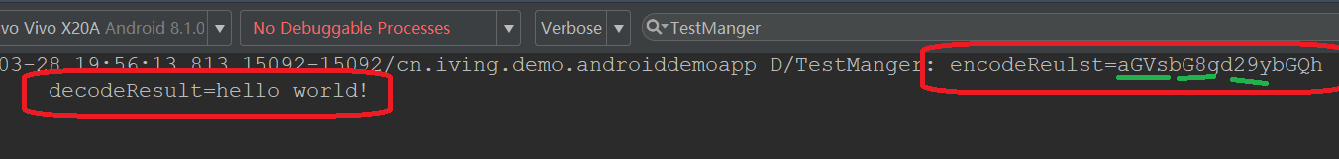 vo Vivo X20A Android 8.1.0 No Debuggable Processes Verbose TestManger
03-28 19:56:13.813 15092-15092/cn.iving.demo.androiddemoapp D/TestManger: encodeReulst=aGVsbG8gd29ybGQh
decodeResult=hello world!